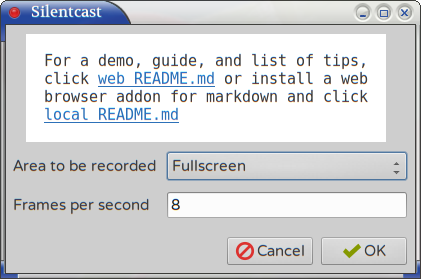 Silentcast
For a demo, guide, and list of tips,
click web README.md or install a web
browser addon for markdown and click
local README.md
Area to be recorded Fullscreen
Frames per second 8
Cancel OK